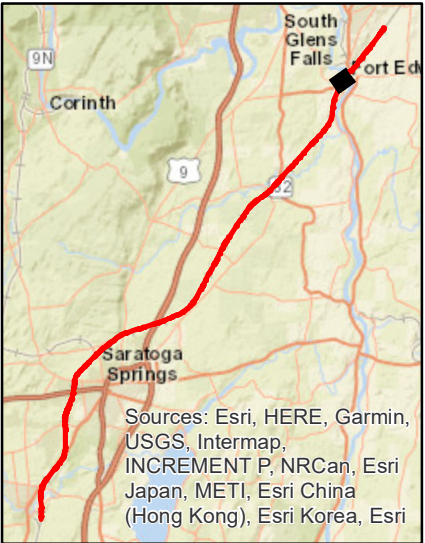 South
Glens
Falls
9N
Fort Edw
Corinth
9
32
Saratoga
Springs
Sources: Esri, HERE, Garmin,
USGS, Intermap,
INCREMENT P, NRCan, Esri
Japan, METI, Esri China
(Hong Kong), Esri Korea, Esri